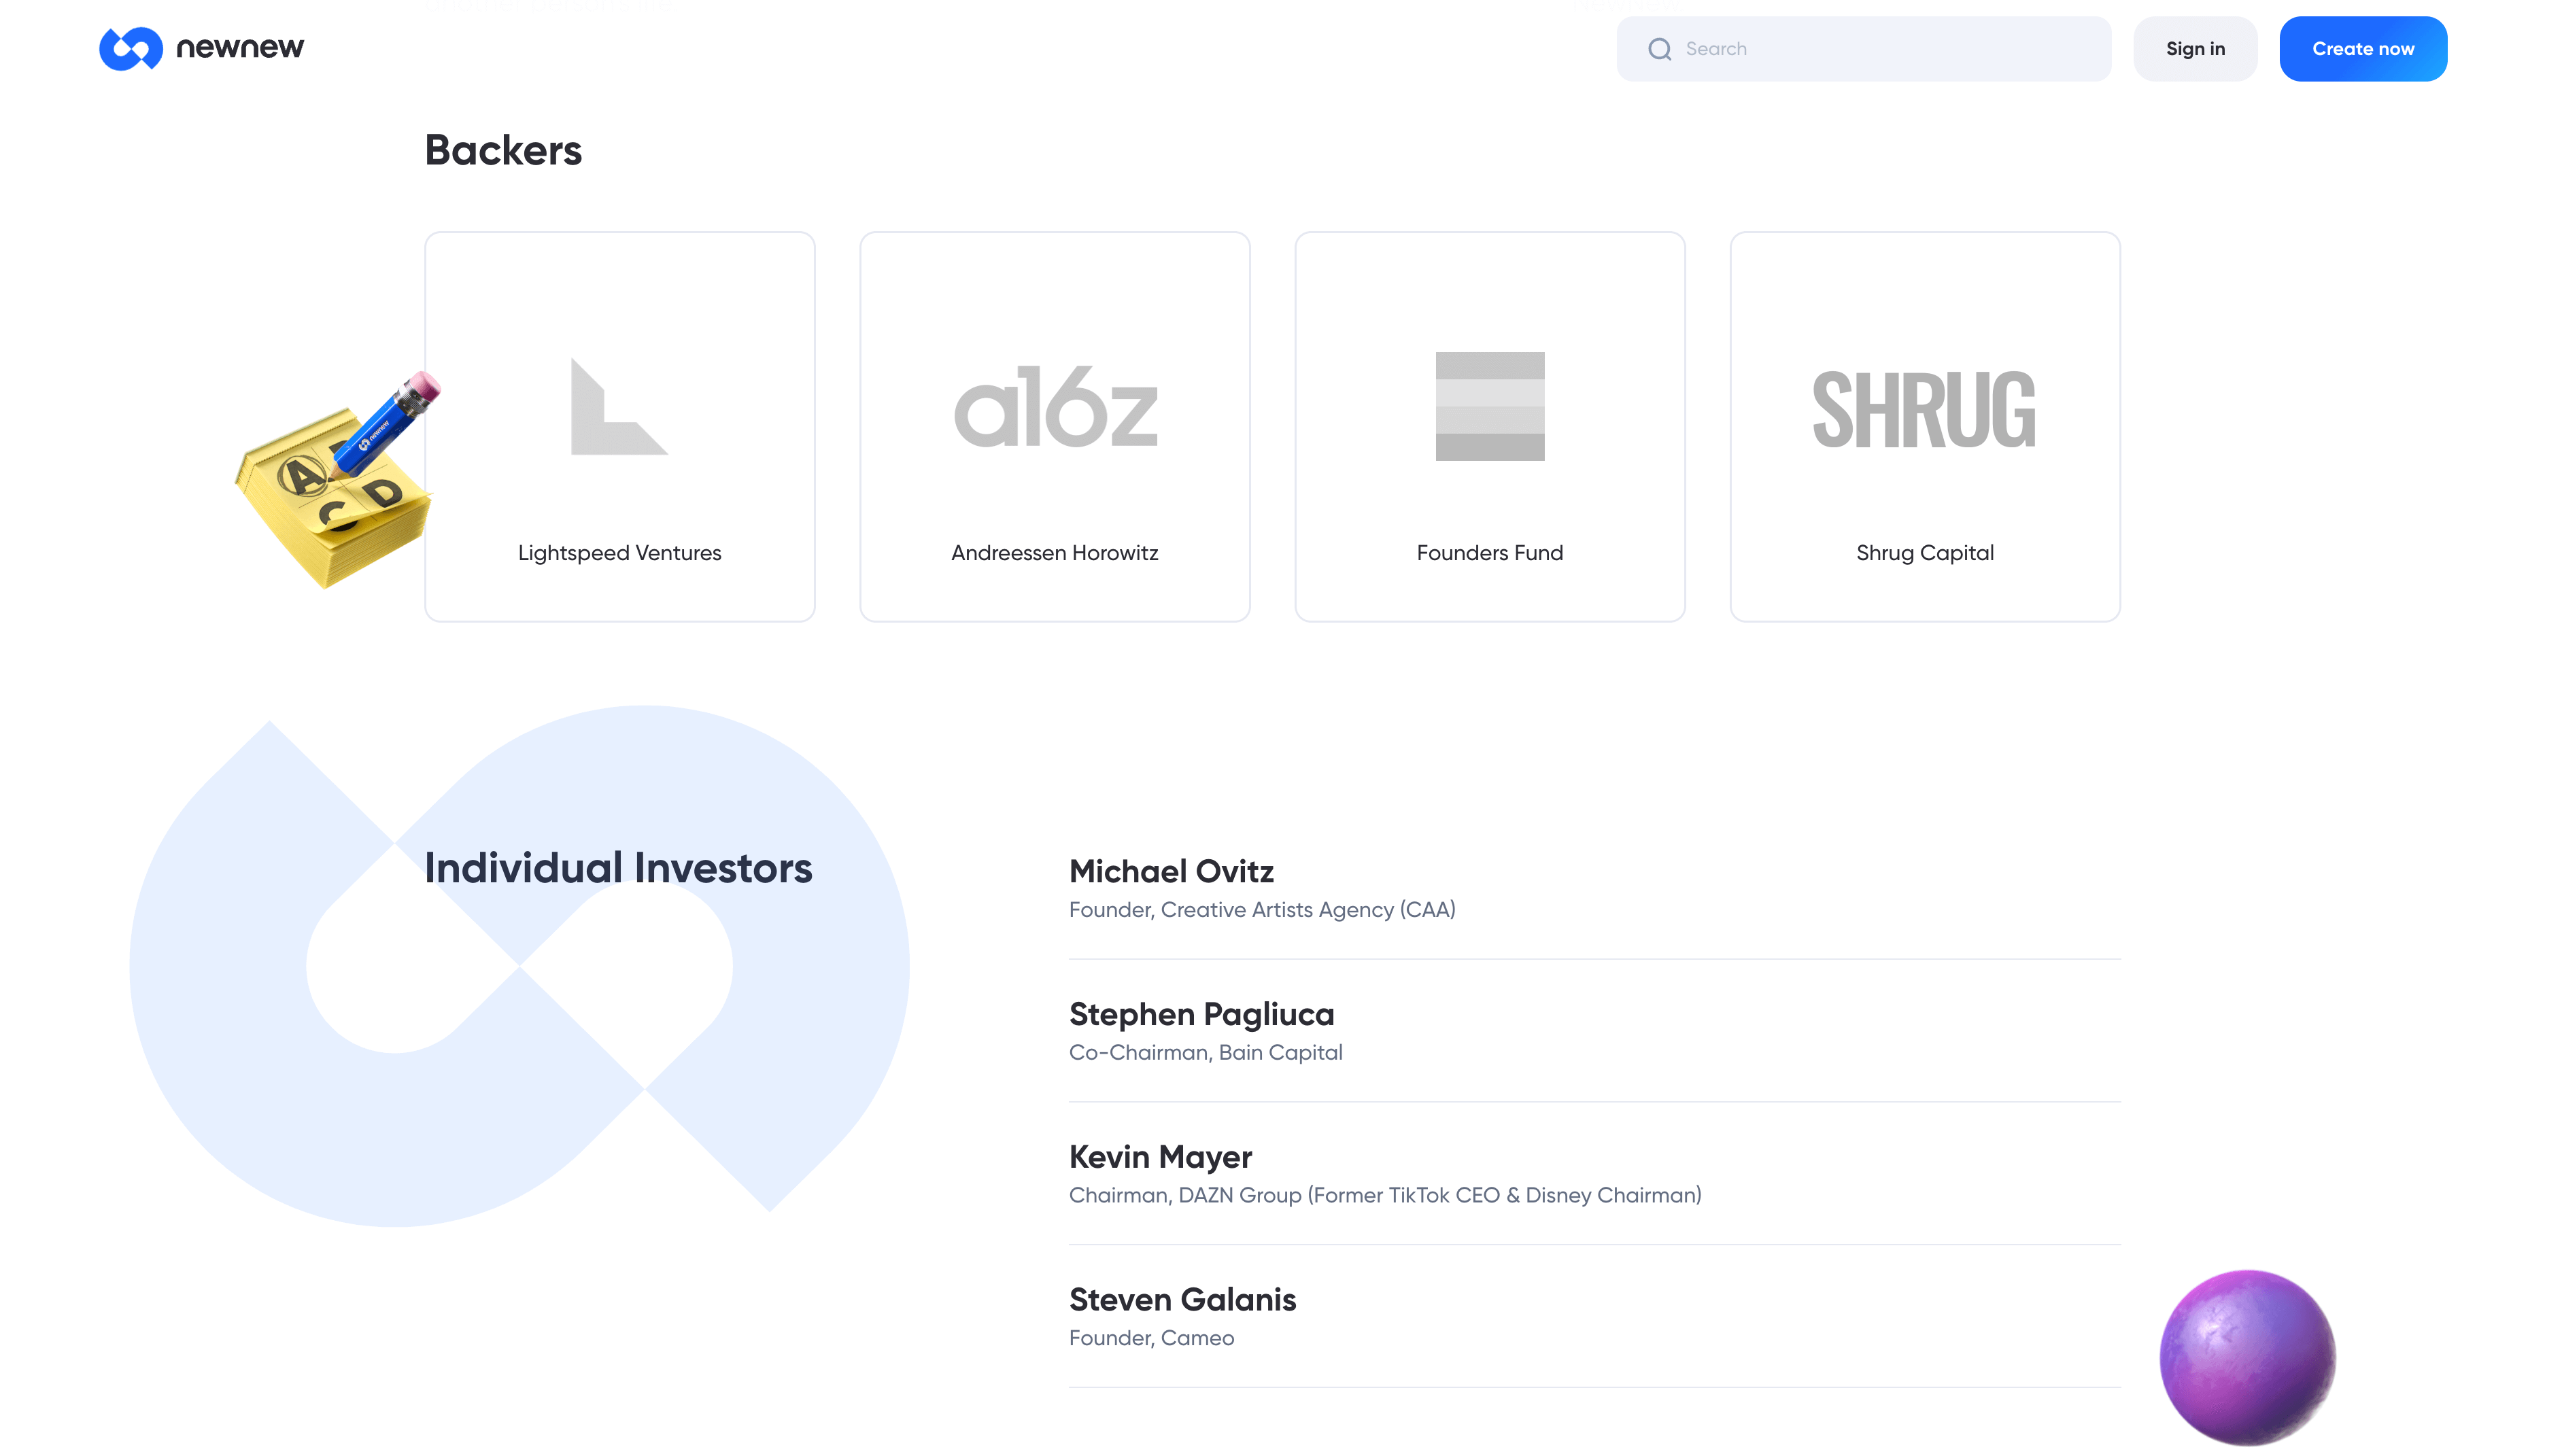 newnew
Search
Sign in
Create now
Backers
a16z
SHRUG
newnew
A
D
C
Lightspeed Ventures
Andreessen Horowitz
Founders Fund
Shrug Capital
Individual Investors
Michael Ovitz
Founder, Creative Artists Agency (CAA)
Stephen Pagliuca
Co-Chairman, Bain Capital
Kevin Mayer
Chairman, DAZN Group (Former TikTok CEO & Disney Chairman)
Steven Galanis
Founder, Cameo